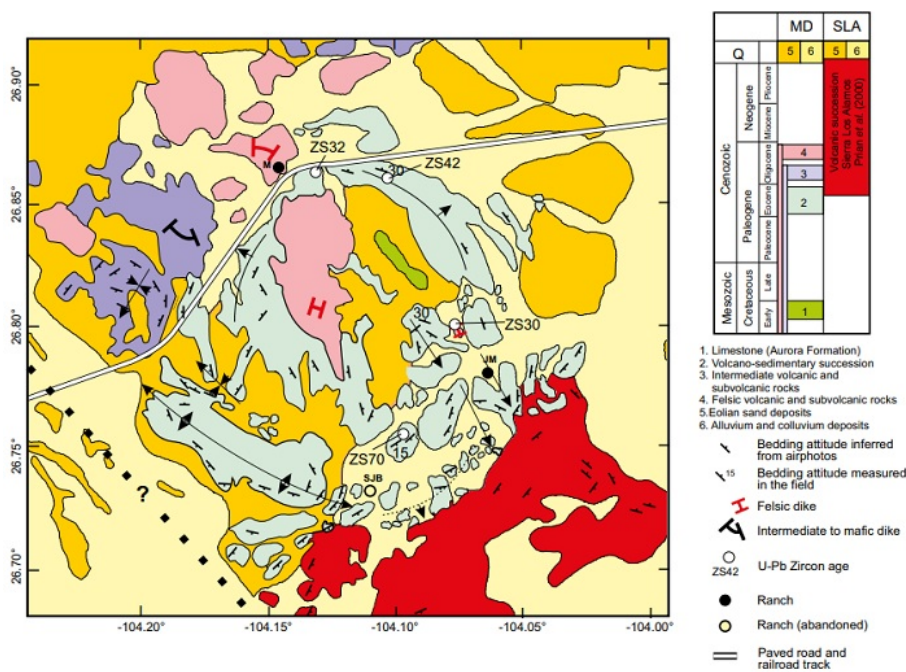 26.90°
26.85°
26.80°
26.75°
26.70°
-104.20°
-104.15°
-104.10°
-104.05°
-104.00°
ZS32
ZS42
30
M
30
ZS30
JM
ZS70
15
SJB
?
MD
SLA
Q
5
6
5
6
Cenozoic
Neogene
Pliocene
Miocene
Paleogene
Oligocene
Eocene
Paleocene
Mesozoic
Cretaceous
Late
Early
4
3
2
1
Volcanic succession
Sierra Los Alamos
Prian et al. (2000)
1. Limestone (Aurora Formation)
2. Volcano-sedimentary succession
3. Intermediate volcanic and
subvolcanic rocks
4. Felsic volcanic and subvolcanic rocks
5.Eolian sand deposits
6. Alluvium and colluvium deposits
Bedding attitude inferred
from airphotos
15
Bedding attitude measured
in the field
Felsic dike
Intermediate to mafic dike
ZS42
U-Pb Zircon age
Ranch
Ranch (abandoned)
Paved road and
railroad track